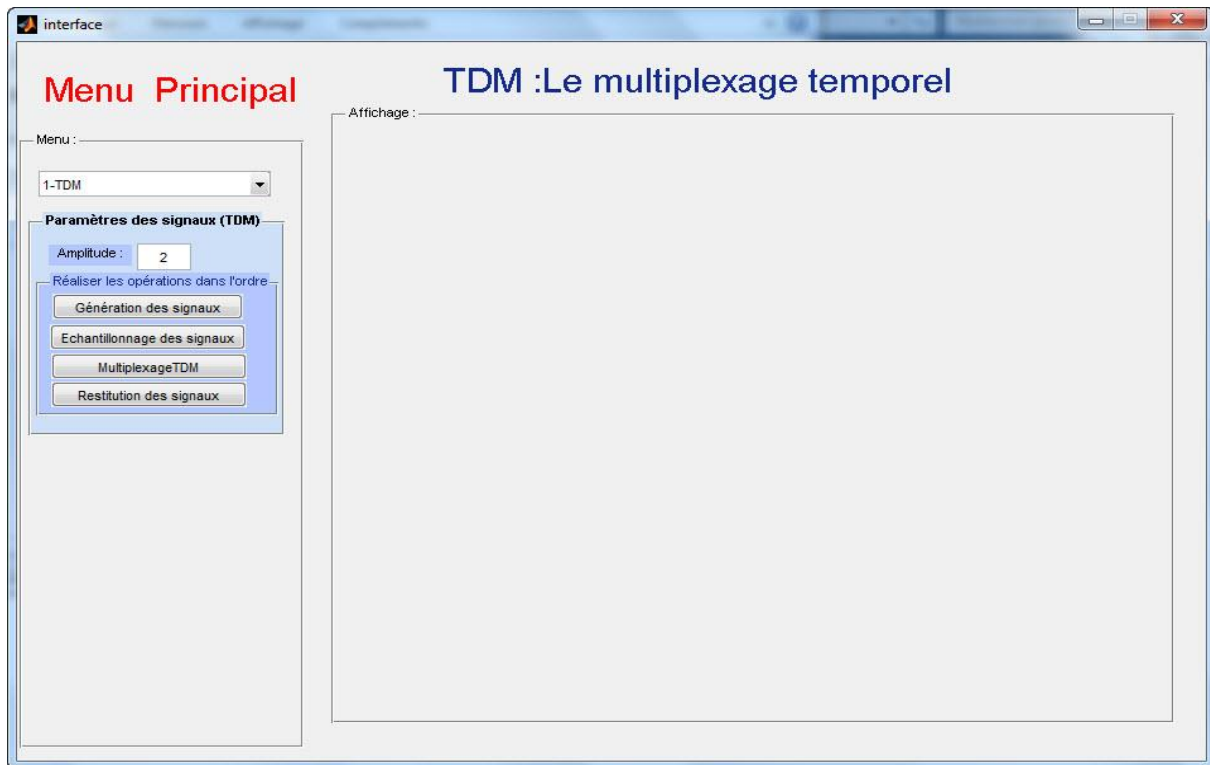 interface
Menu Principal
TDM :Le multiplexage temporel
Menu :
1-TDM
Paramètres des signaux (TDM)
Amplitude :
2
Réaliser les opérations dans l'ordre
Génération des signaux
Echantillonnage des signaux
MultiplexageTDM
Restitution des signaux
Affichage :